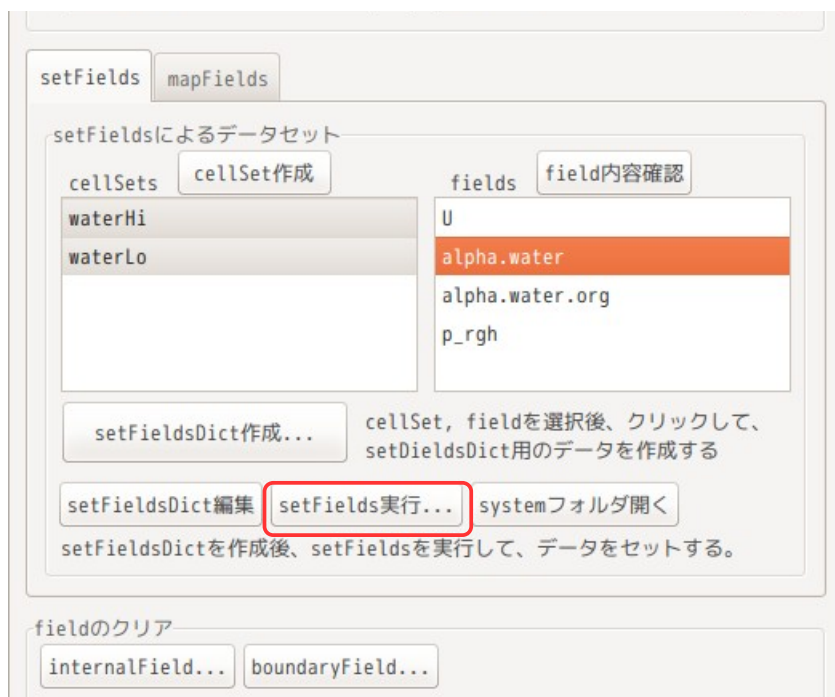 setFields mapFields
setFieldsによるデータセット
cellSets cellSet作成 fields field内容確認
waterHi U
waterLo alpha.water
alpha.water.org
p_rgh
setFieldsDict作成... cellSet, fieldを選択後、クリックして、
setDieldsDict用のデータを作成する
setFieldsDict編集 setFields実行... systemフォルダ開く
setFieldsDictを作成後、setFieldsを実行して、データをセットする。
fieldのクリア
internalField... boundaryField...